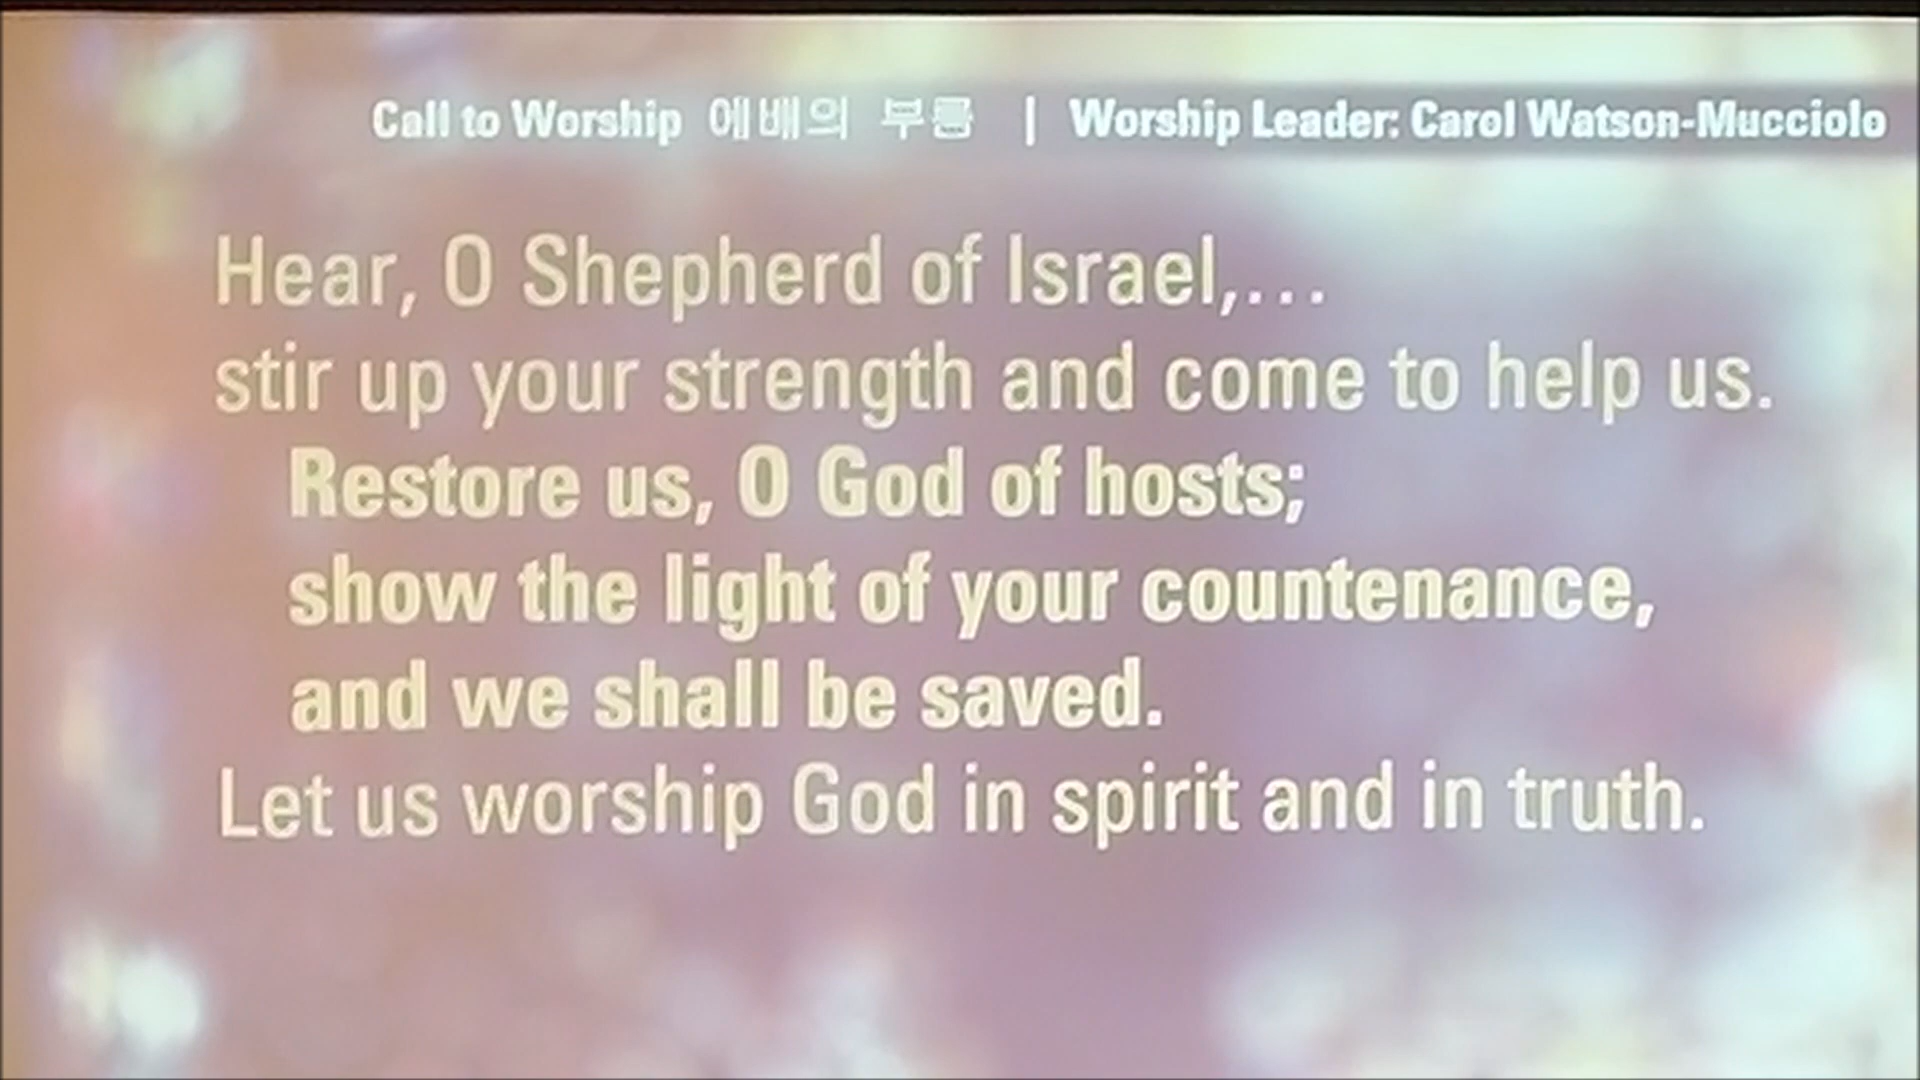 Call to Worship 예배의 부름 | Worship Leader: Carol Watson-Mucciolo
Hear, O Shepherd of Israel,...
stir up your strength and come to help us.
Restore us, O God of hosts;
show the light of your countenance,
and we shall be saved.
Let us worship God in spirit and in truth.